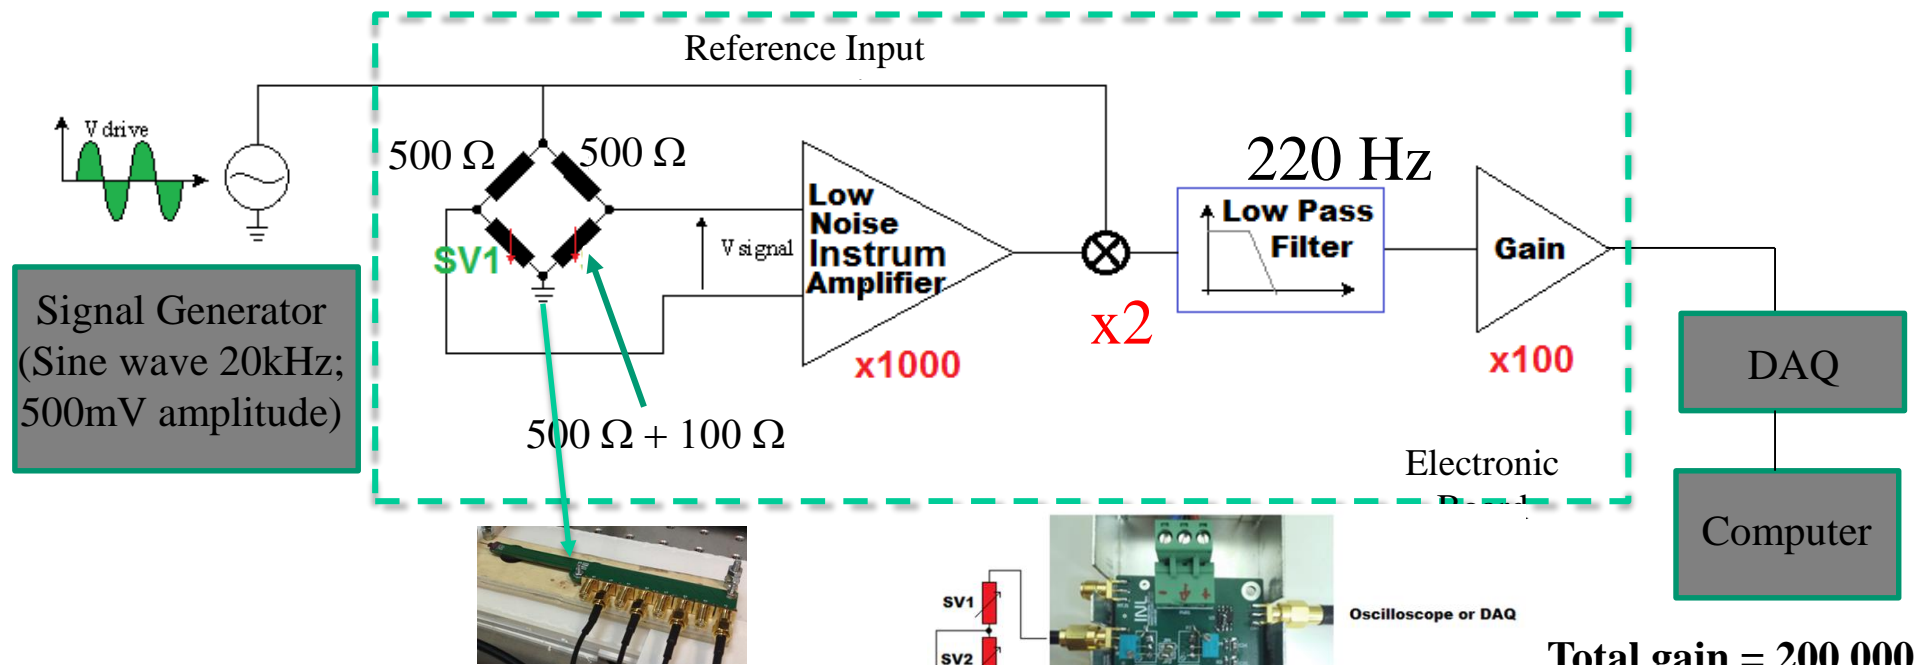 Reference Input
V drive
500 Ω
500 Ω
220 Hz
Low
Noise
Instrum
Amplifier
Low Pass
Filter
Gain
V signal
SV1
Signal Generator
(Sine wave 20kHz;
500mV amplitude)
x2
x1000
x100
DAQ
500 Ω + 100 Ω
Electronic
Computer
SV1
SV2
INL
Oscilloscope or DAQ
Total gain = 200 000